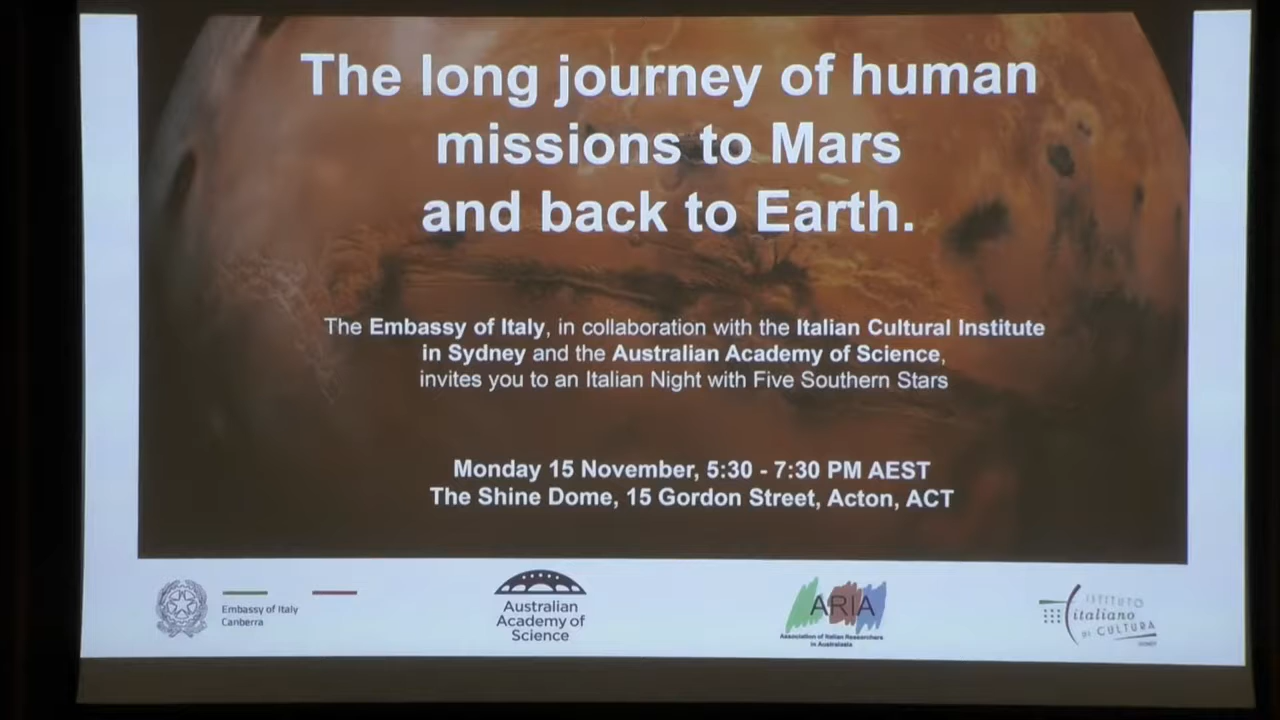 The long journey of human
missions to Mars
and back to Earth.
The Embassy of Italy, in collaboration with the Italian Cultural Institute
in Sydney and the Australian Academy of Science,
invites you to an Italian Night with Five Southern Stars
Monday 15 November, 5:30 - 7:30 PM AEST
The Shine Dome, 15 Gordon Street, Acton, ACT
Embassy of Italy
Canberra
Australian
Academy of
Science
ARIA
Association of Italian Researchers
in Australasia
ISTITUTO
italiano
DI CULTURA